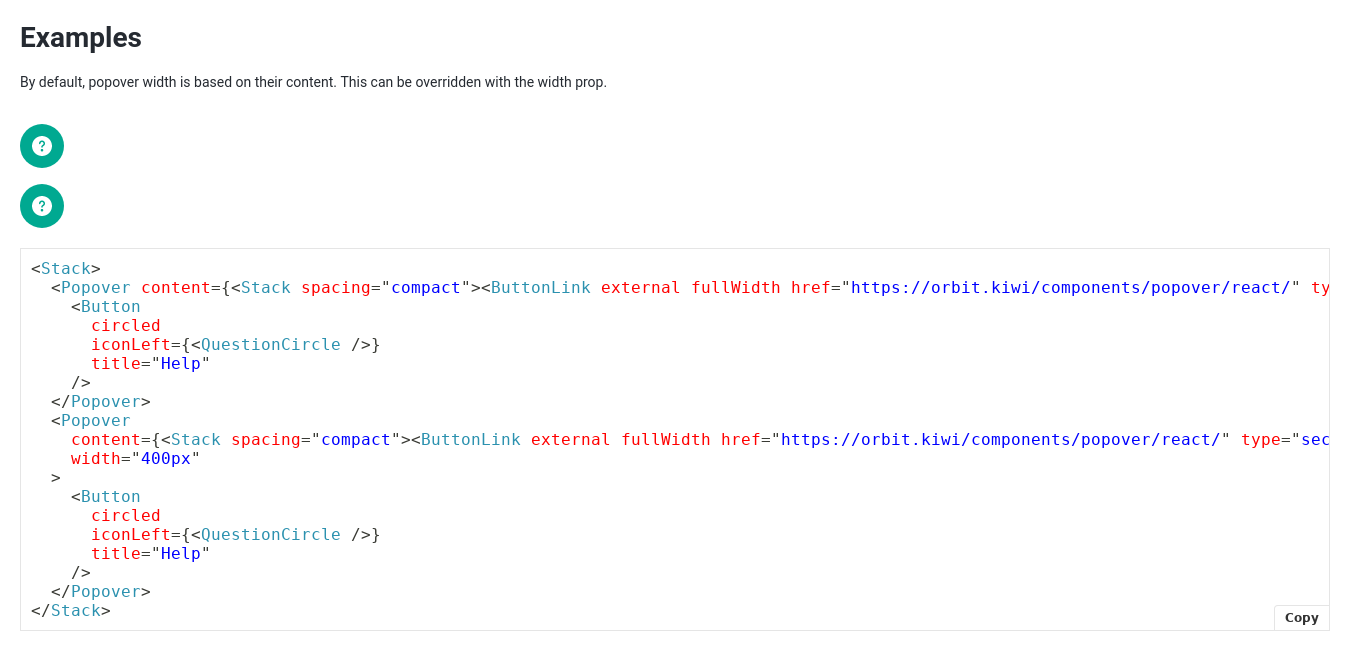 Examples
By default, popover width is based on their content. This can be overridden with the width prop.
?
?
<Stack>
  <Popover content={<Stack spacing="compact"><ButtonLink external fullWidth href="https://orbit.kiwi/components/popover/react/" ty
    <Button
      circled
      iconLeft={<QuestionCircle />}
      title="Help"
    />
  </Popover>
  <Popover
    content={<Stack spacing="compact"><ButtonLink external fullWidth href="https://orbit.kiwi/components/popover/react/" type="sec
    width="400px"
  >
    <Button
      circled
      iconLeft={<QuestionCircle />}
      title="Help"
    />
  </Popover>
</Stack>
Copy